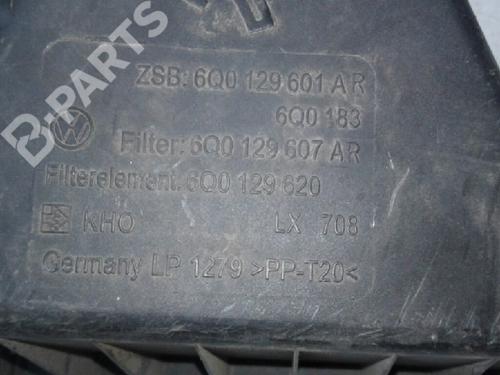 ZSB: 6Q0 129 601 AR
6Q0 183
Filter: 6Q0 129 607 AR
Filterelement: 6Q0 129 620
KHO LX 708
Germany LP 1279 >PP-T20<
B-PARTS